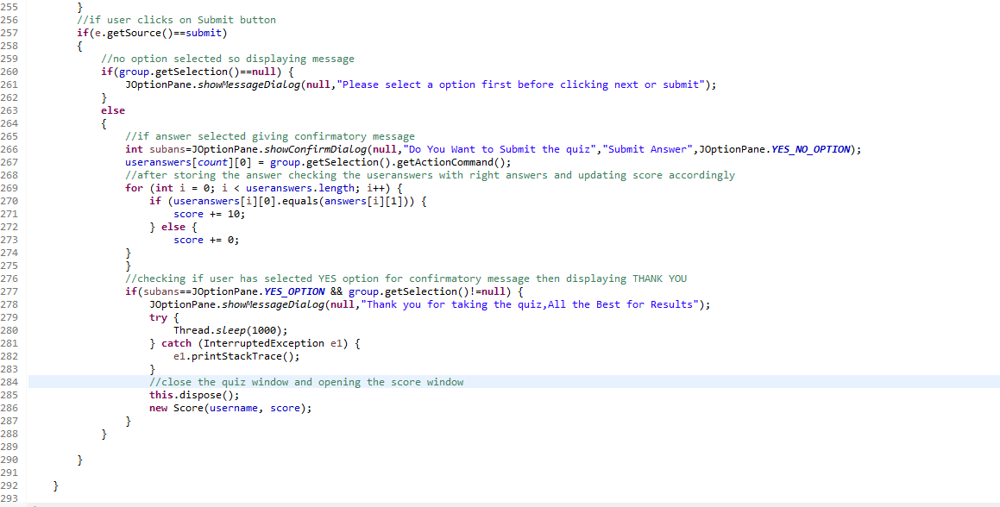 255         }
256         //if user clicks on Submit button
257         if(e.getSource()==submit)
258         {
259             //no option selected so displaying message
260             if(group.getSelection()==null) {
261                 JOptionPane.showMessageDialog(null,"Please select a option first before clicking next or submit");
262             }
263             else
264             {
265                 //if answer selected giving confirmatory message
266                 int subans=JOptionPane.showConfirmDialog(null,"Do You Want to Submit the quiz","Submit Answer",JOptionPane.YES_NO_OPTION);
267                 useranswers[count][0] = group.getSelection().getActionCommand();
268                 //after storing the answer checking the useranswers with right answers and updating score accordingly
269                 for (int i = 0; i < useranswers.length; i++) {
270                     if (useranswers[i][0].equals(answers[i][1])) {
271                         score += 10;
272                     } else {
273                         score += 0;
274                 }
275                 }
276                 //checking if user has selected YES option for confirmatory message then displaying THANK YOU
277                 if(subans==JOptionPane.YES_OPTION && group.getSelection()!=null) {
278                     JOptionPane.showMessageDialog(null,"Thank you for taking the quiz,All the Best for Results");
279                     try {
280                         Thread.sleep(1000);
281                     } catch (InterruptedException e1) {
282                         e1.printStackTrace();
283                     }
284                     //close the quiz window and opening the score window
285                     this.dispose();
286                     new Score(username, score);
287                 }
288             }
289
290         }
291
292     }
293